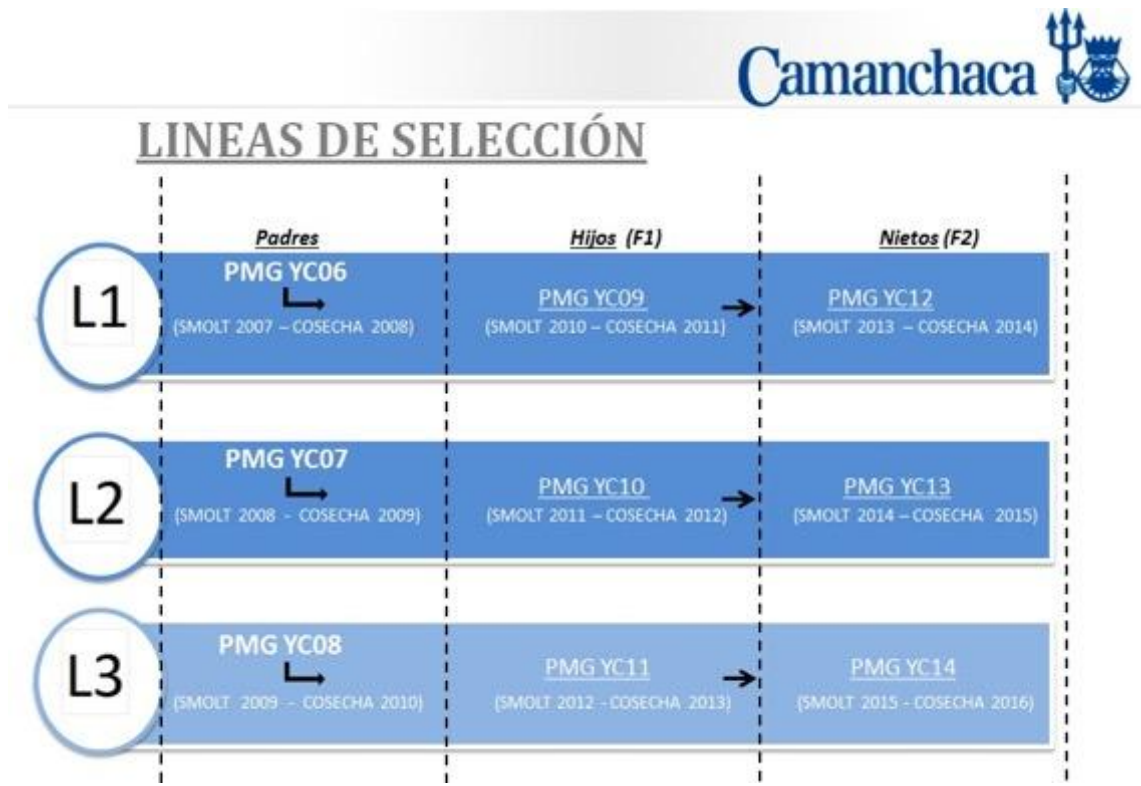 Camanchaca
LINEAS DE SELECCIÓN
Padres
Hijos (F1)
Nietos (F2)
L1
PMG YC06
(SMOLT 2007 – COSECHA 2008)
PMG YC09
(SMOLT 2010 – COSECHA 2011)
PMG YC12
(SMOLT 2013 – COSECHA 2014)
L2
PMG YC07
(SMOLT 2008 - COSECHA 2009)
PMG YC10
(SMOLT 2011 – COSECHA 2012)
PMG YC13
(SMOLT 2014 – COSECHA 2015)
L3
PMG YC08
(SMOLT 2009 - COSECHA 2010)
PMG YC11
(SMOLT 2012 - COSECHA 2013)
PMG YC14
(SMOLT 2015 - COSECHA 2016)